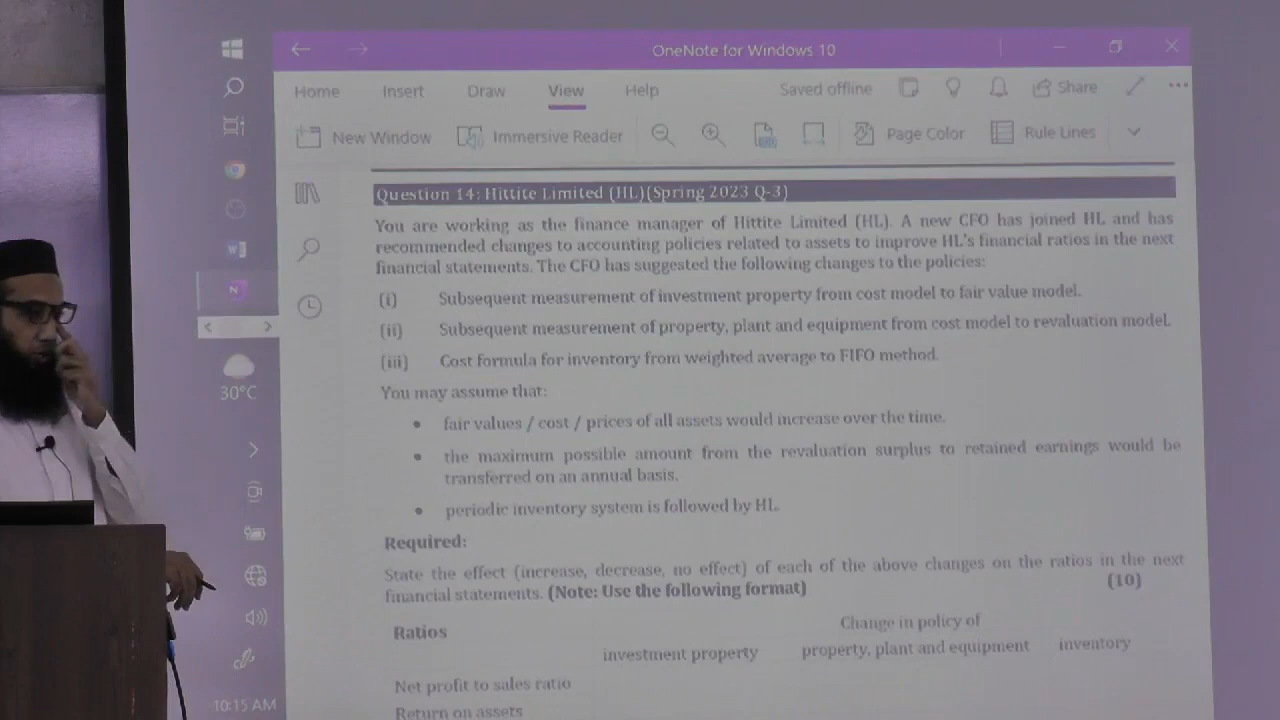 OneNote for Windows 10
Home Insert Draw View Help Saved offline Share
New Window Immersive Reader Page Color Rule Lines
Question 14: Hittite Limited (HL)(Spring 2023 Q-3)
You are working as the finance manager of Hittite Limited (HL). A new CFO has joined HL and has
recommended changes to accounting policies related to assets to improve HL's financial ratios in the next
financial statements. The CFO has suggested the following changes to the policies:
(i) Subsequent measurement of investment property from cost model to fair value model.
(ii) Subsequent measurement of property, plant and equipment from cost model to revaluation model.
(iii) Cost formula for inventory from weighted average to FIFO method.
You may assume that:
• fair values / cost / prices of all assets would increase over the time.
• the maximum possible amount from the revaluation surplus to retained earnings would be
transferred on an annual basis.
• periodic inventory system is followed by HL.
Required:
State the effect (increase, decrease, no effect) of each of the above changes on the ratios in the next
financial statements. (Note: Use the following format) (10)
Ratios Change in policy of
investment property property, plant and equipment inventory
Net profit to sales ratio
Return on assets
30°C
10:15 AM